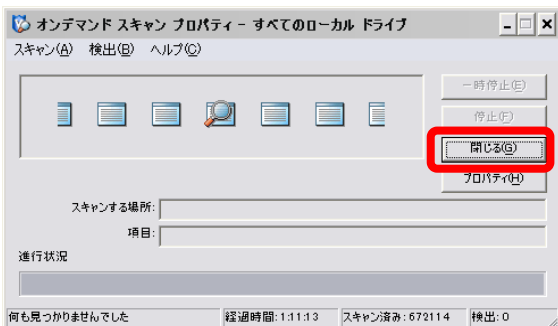 オンデマンド スキャン プロパティ - すべてのローカル ドライブ
スキャン(A) 検出(B) ヘルプ(C)
一時停止(E)
停止(F)
閉じる(G)
プロパティ(H)
スキャンする場所:
項目:
進行状況
何も見つかりませんでした 経過時間: 1:11:13 スキャン済み: 672114 検出: 0